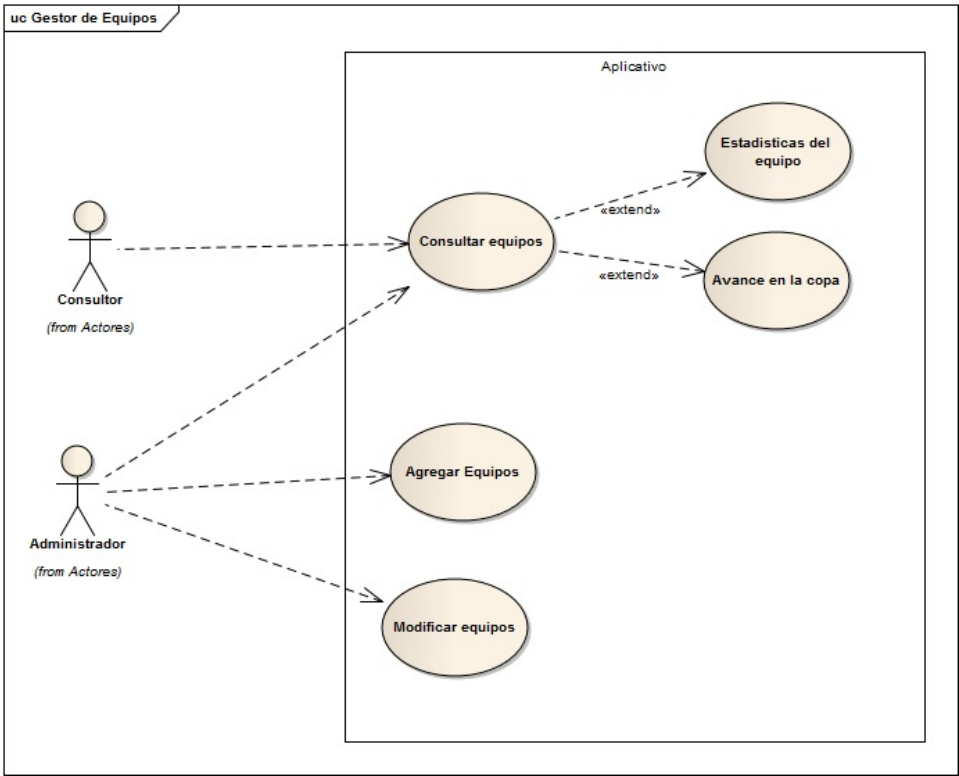 uc Gestor de Equipos
Aplicativo
Estadisticas del
equipo
«extend»
Consultar equipos
«extend»
Avance en la copa
Consultor
(from Actores)
Agregar Equipos
Administrador
(from Actores)
Modificar equipos